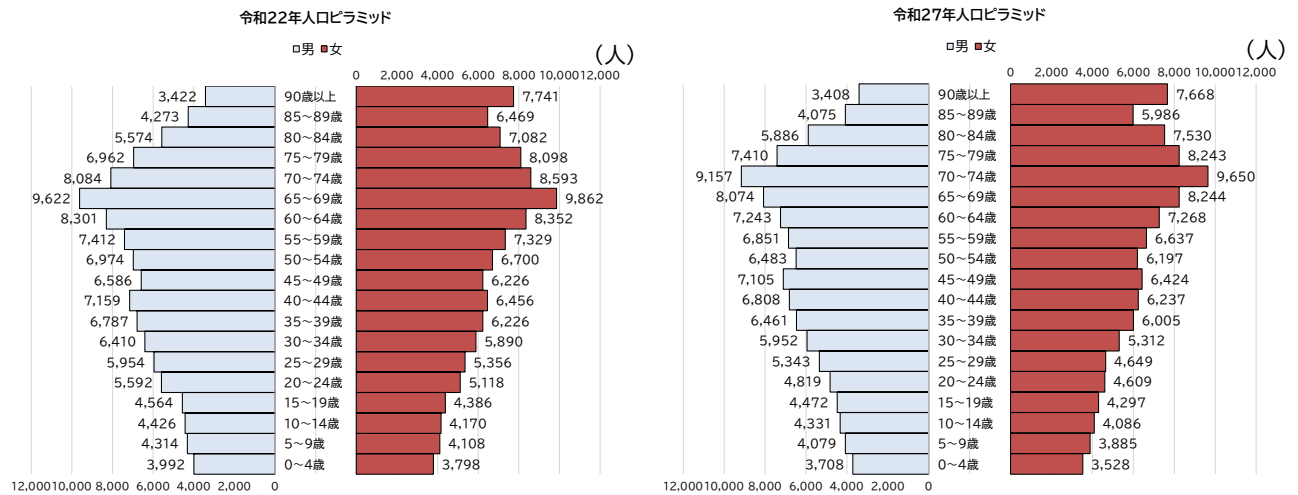 令和22年人口ピラミッド
男 女
(人)
0 2,000 4,000 6,000 8,000 10,000 12,000
3,422 90歳以上 7,741
4,273 85～89歳 6,469
5,574 80～84歳 7,082
6,962 75～79歳 8,098
8,084 70～74歳 8,593
9,622 65～69歳 9,862
8,301 60～64歳 8,352
7,412 55～59歳 7,329
6,974 50～54歳 6,700
6,586 45～49歳 6,226
7,159 40～44歳 6,456
6,787 35～39歳 6,226
6,410 30～34歳 5,890
5,954 25～29歳 5,356
5,592 20～24歳 5,118
4,564 15～19歳 4,386
4,426 10～14歳 4,170
4,314 5～9歳 4,108
3,992 0～4歳 3,798
12,000 10,000 8,000 6,000 4,000 2,000 0
令和27年人口ピラミッド
男 女
(人)
0 2,000 4,000 6,000 8,000 10,000 12,000
3,408 90歳以上 7,668
4,075 85～89歳 5,986
5,886 80～84歳 7,530
7,410 75～79歳 8,243
9,157 70～74歳 9,650
8,074 65～69歳 8,244
7,243 60～64歳 7,268
6,851 55～59歳 6,637
6,483 50～54歳 6,197
7,105 45～49歳 6,424
6,808 40～44歳 6,237
6,461 35～39歳 6,005
5,952 30～34歳 5,312
5,343 25～29歳 4,649
4,819 20～24歳 4,609
4,472 15～19歳 4,297
4,331 10～14歳 4,086
4,079 5～9歳 3,885
3,708 0～4歳 3,528
12,000 10,000 8,000 6,000 4,000 2,000 0